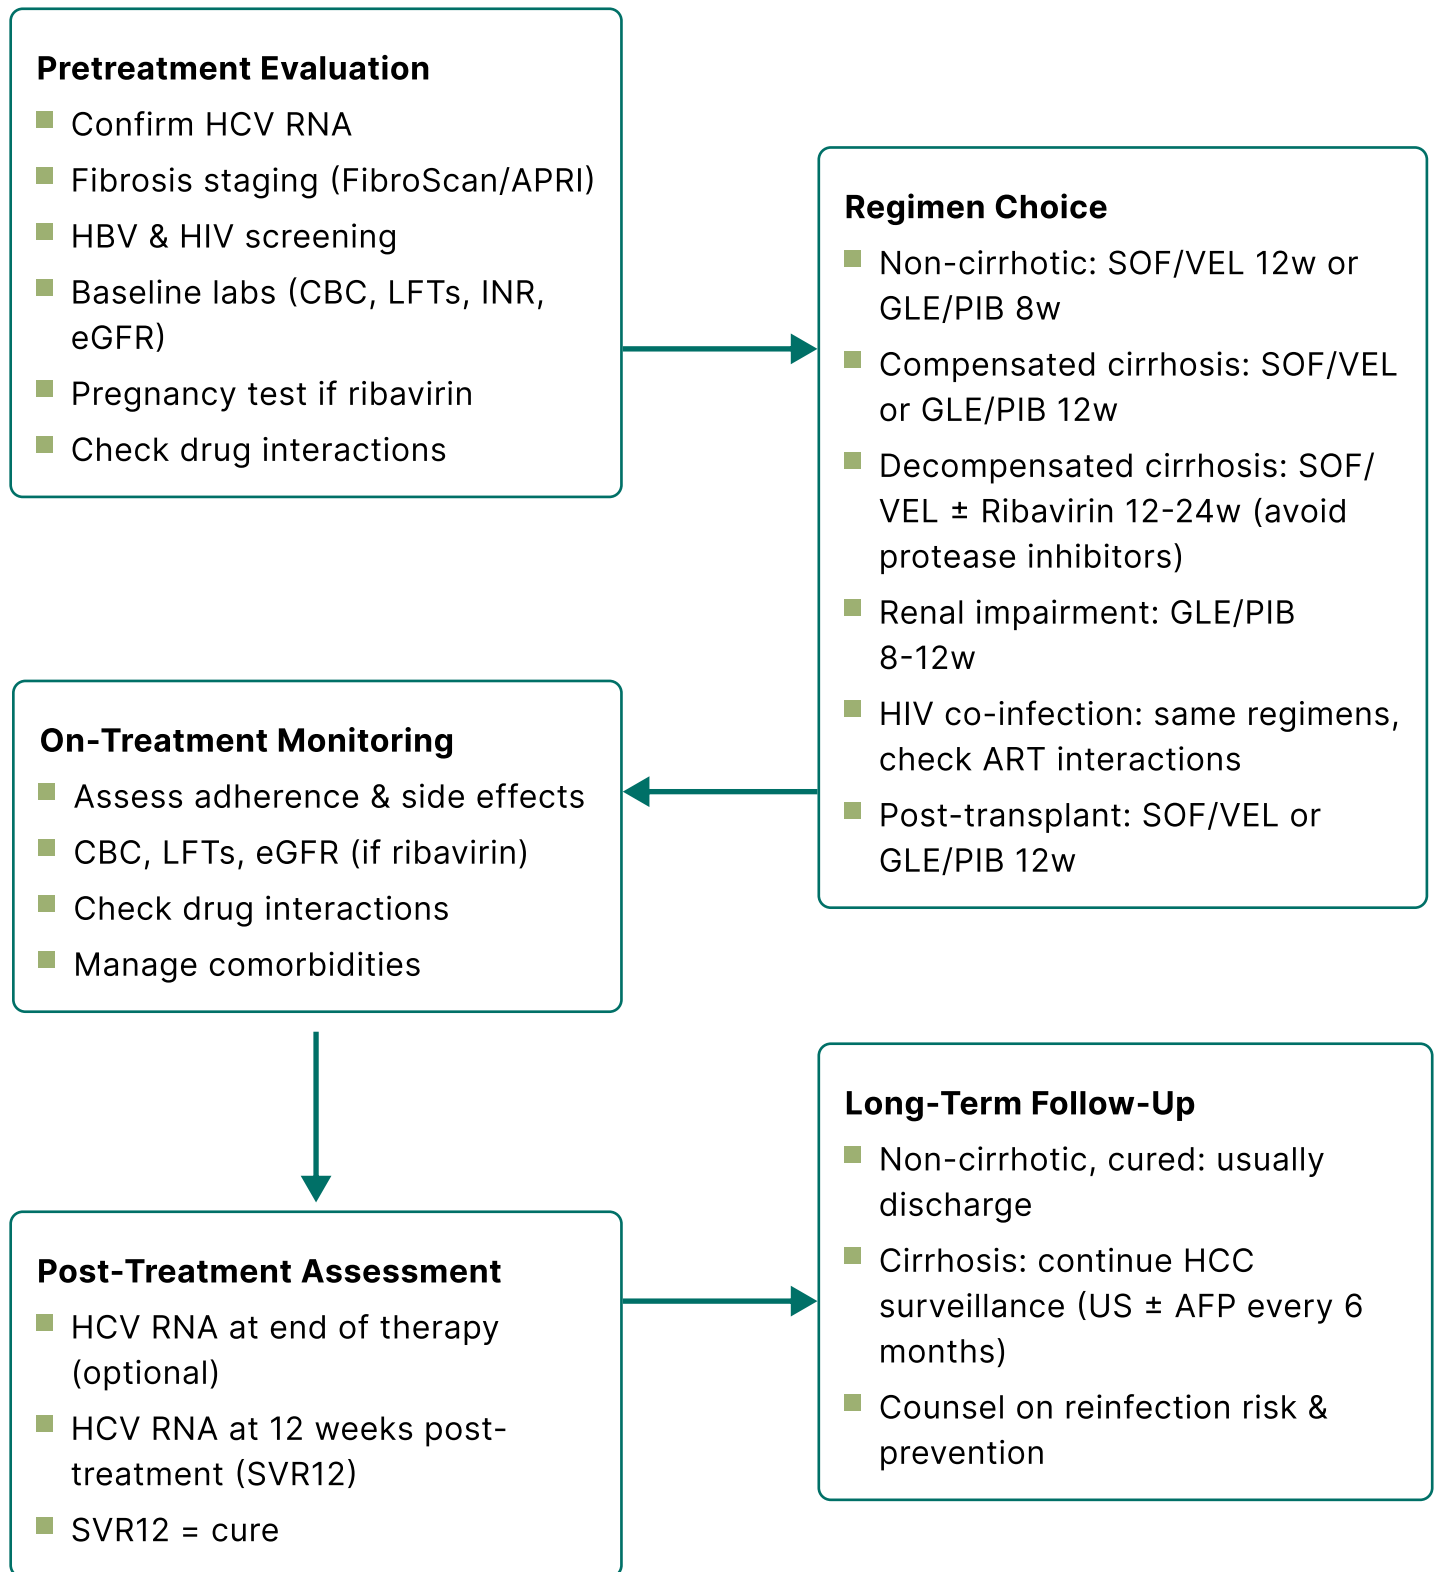 Pretreatment Evaluation
Confirm HCV RNA
Fibrosis staging (FibroScan/APRI)
HBV & HIV screening
Baseline labs (CBC, LFTs, INR,
eGFR)
Pregnancy test if ribavirin
Check drug interactions
Regimen Choice
Non-cirrhotic: SOF/VEL 12w or
GLE/PIB 8w
Compensated cirrhosis: SOF/VEL
or GLE/PIB 12w
Decompensated cirrhosis: SOF/
VEL ± Ribavirin 12-24w (avoid
protease inhibitors)
Renal impairment: GLE/PIB
8-12w
HIV co-infection: same regimens,
check ART interactions
Post-transplant: SOF/VEL or
GLE/PIB 12w
On-Treatment Monitoring
Assess adherence & side effects
CBC, LFTs, eGFR (if ribavirin)
Check drug interactions
Manage comorbidities
Post-Treatment Assessment
HCV RNA at end of therapy
(optional)
HCV RNA at 12 weeks post-
treatment (SVR12)
SVR12 = cure
Long-Term Follow-Up
Non-cirrhotic, cured: usually
discharge
Cirrhosis: continue HCC
surveillance (US ± AFP every 6
months)
Counsel on reinfection risk &
prevention